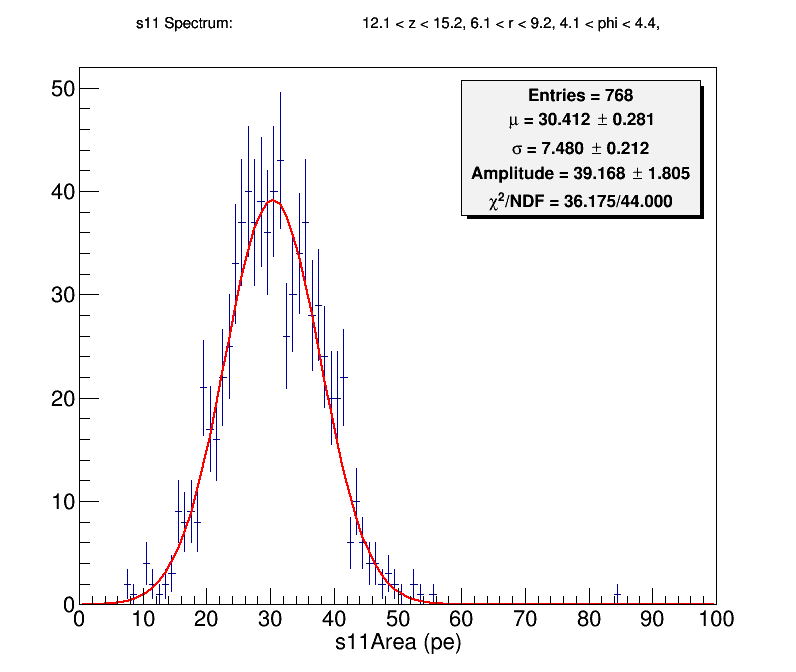 s11 Spectrum: 12.1 < z < 15.2, 6.1 < r < 9.2, 4.1 < phi < 4.4,
Entries = 768
μ = 30.412 ± 0.281
σ = 7.480 ± 0.212
Amplitude = 39.168 ± 1.805
χ²/NDF = 36.175/44.000
50
40
30
20
10
0
0 10 20 30 40 50 60 70 80 90 100
s11Area (pe)